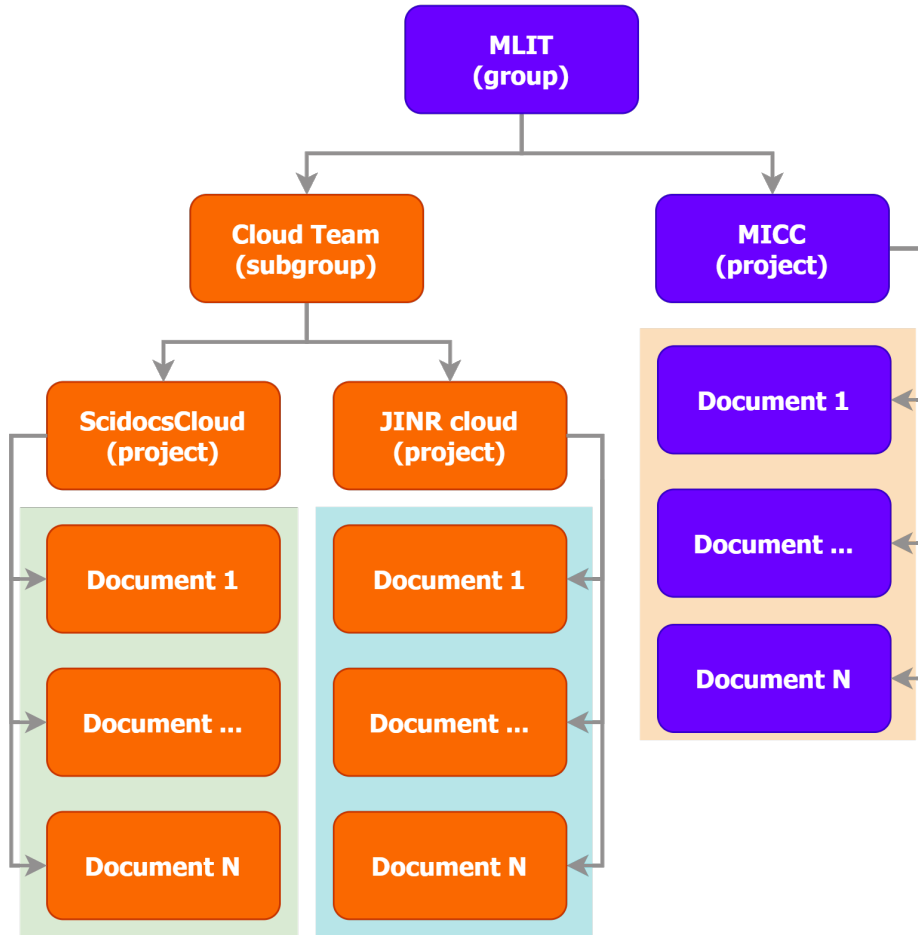 MLIT
(group)
Cloud Team
(subgroup)
MICC
(project)
ScidocsCloud
(project)
JINR cloud
(project)
Document 1
Document ...
Document N
Document 1
Document ...
Document N
Document 1
Document ...
Document N